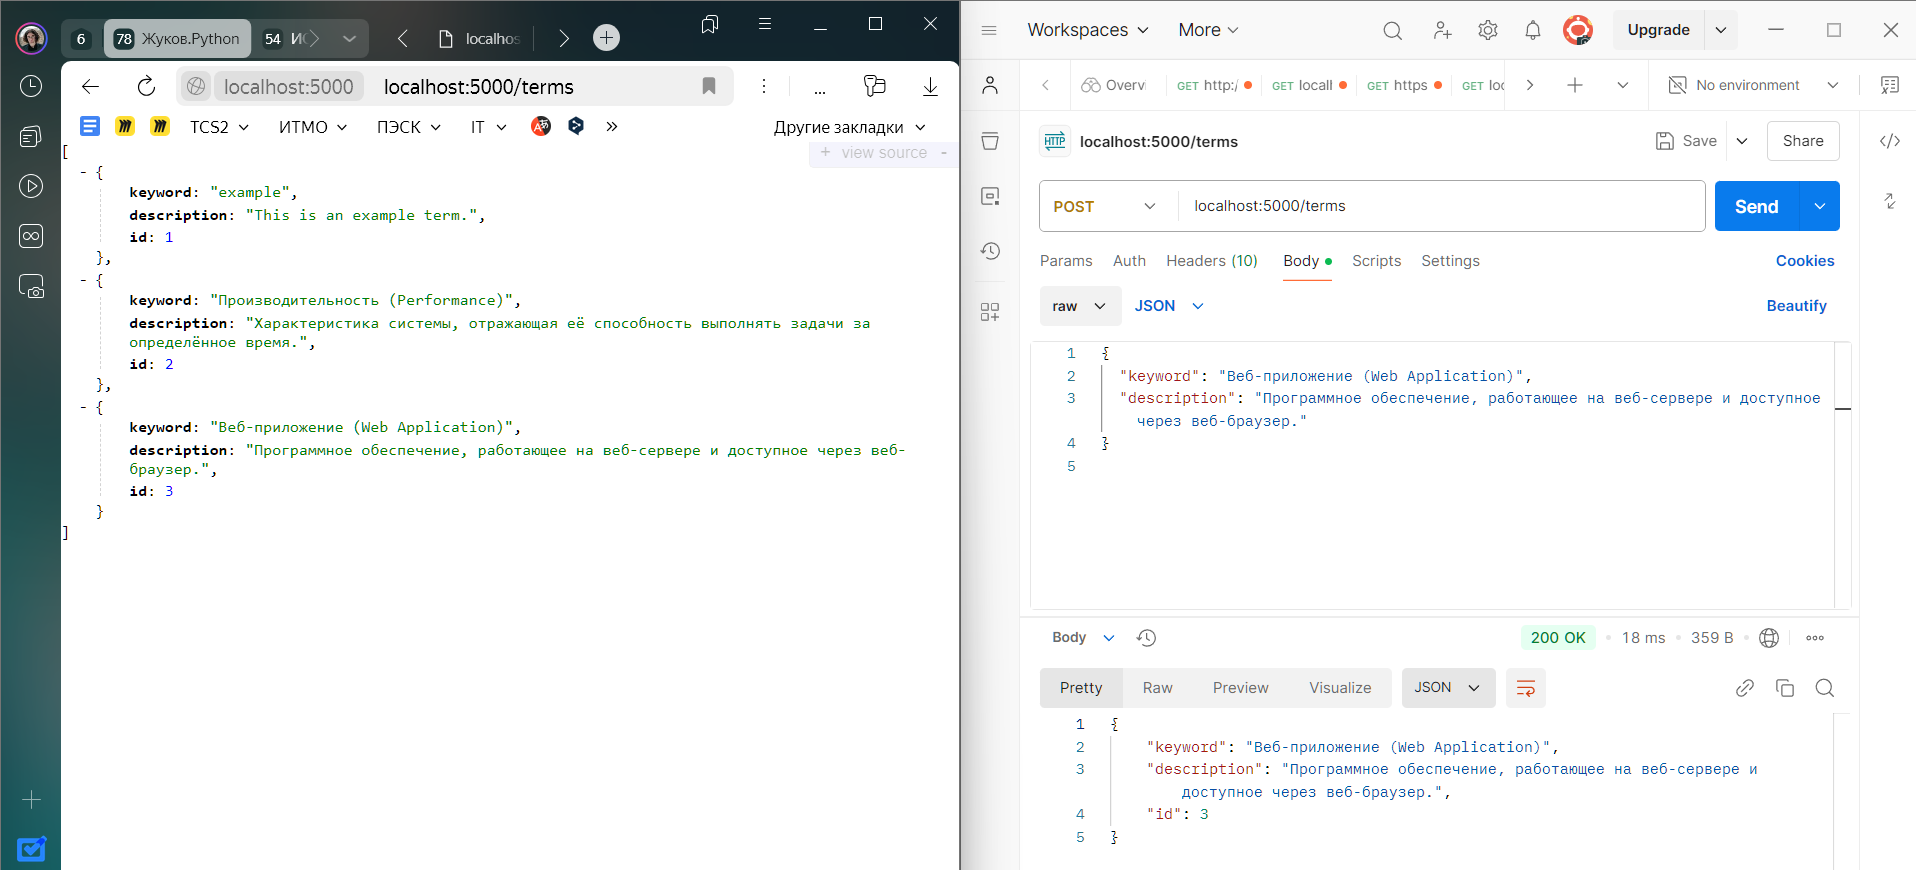 6
78 Жуков.Python
54
localhos
localhost:5000 localhost:5000/terms
...
TCS2
ИТМО
ПЭСК
IT
»
Другие закладки
+ view source -
[
- {
keyword: "example",
description: "This is an example term.",
id: 1
},
- {
keyword: "Производительность (Performance)",
description: "Характеристика системы, отражающая её способность выполнять задачи за
определённое время.",
id: 2
},
- {
keyword: "Веб-приложение (Web Application)",
description: "Программное обеспечение, работающее на веб-сервере и доступное через веб-
браузер.",
id: 3
}
]
Workspaces
More
Upgrade
Overvi
GET http:/
GET locall
GET https
GET loc
No environment
HTTP localhost:5000/terms
Save
Share
POST localhost:5000/terms
Send
Params Auth Headers (10) Body Scripts Settings Cookies
raw JSON Beautify
1 {
2 "keyword": "Веб-приложение (Web Application)",
3 "description": "Программное обеспечение, работающее на веб-сервере и доступное
через веб-браузер."
4 }
5
Body 200 OK 18 ms 359 B
Pretty Raw Preview Visualize JSON
1 {
2 "keyword": "Веб-приложение (Web Application)",
3 "description": "Программное обеспечение, работающее на веб-сервере и
доступное через веб-браузер.",
4 "id": 3
5 }